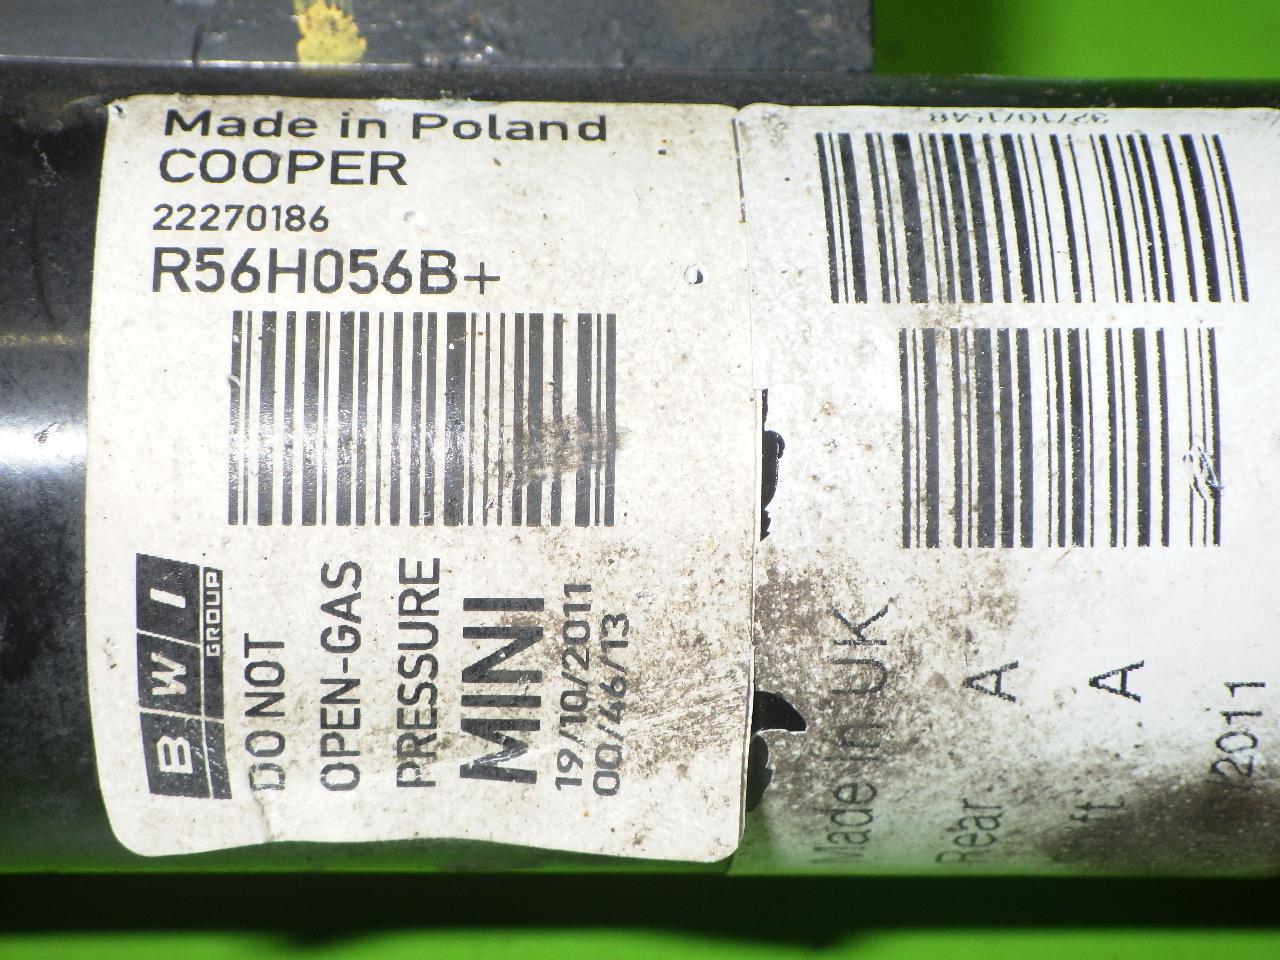 Made in Poland
COOPER
22270186
R56H056B+
BWI
GROUP
DO NOT
OPEN-GAS
PRESSURE
MINI
19/10/2011
00/46/13
Made In UK
Rear A
A
2011